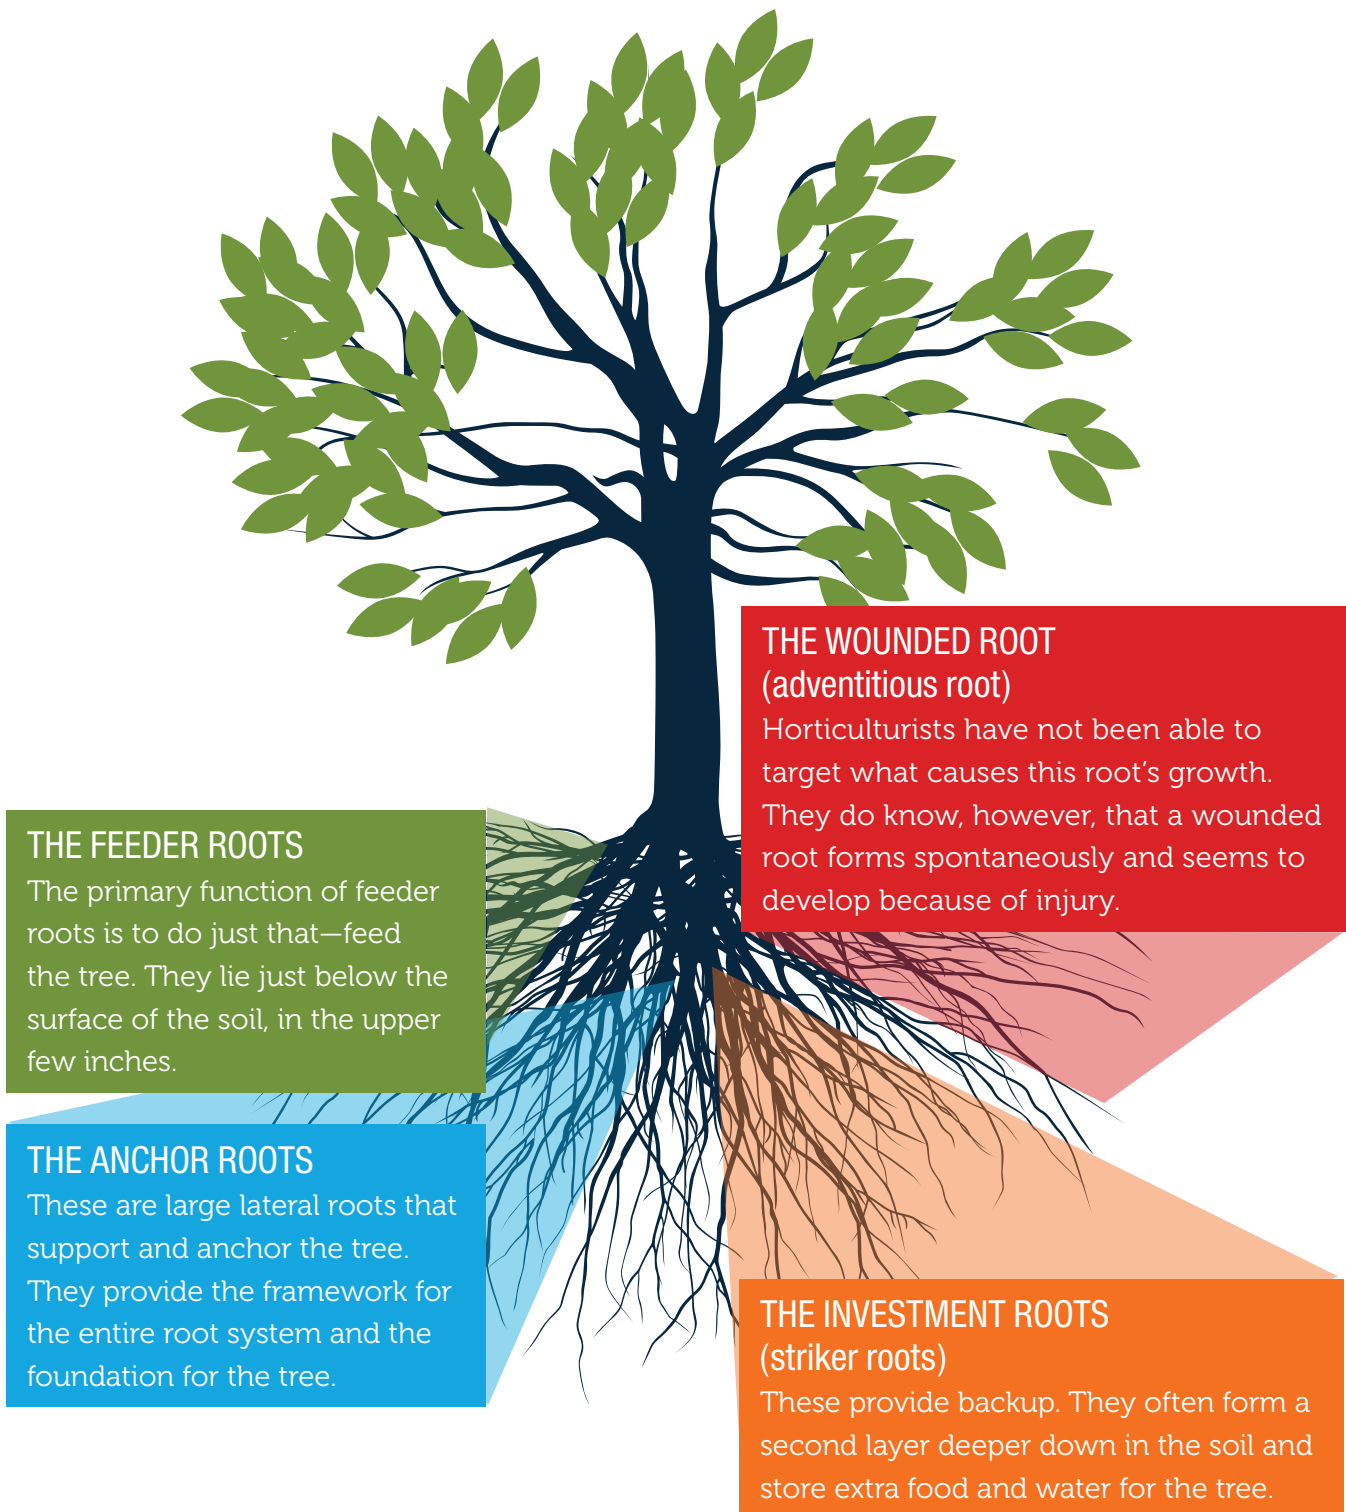 THE WOUNDED ROOT
(adventitious root)
Horticulturists have not been able to
target what causes this root’s growth.
They do know, however, that a wounded
root forms spontaneously and seems to
develop because of injury.
THE FEEDER ROOTS
The primary function of feeder
roots is to do just that—feed
the tree. They lie just below the
surface of the soil, in the upper
few inches.
THE ANCHOR ROOTS
These are large lateral roots that
support and anchor the tree.
They provide the framework for
the entire root system and the
foundation for the tree.
THE INVESTMENT ROOTS
(striker roots)
These provide backup. They often form a
second layer deeper down in the soil and
store extra food and water for the tree.